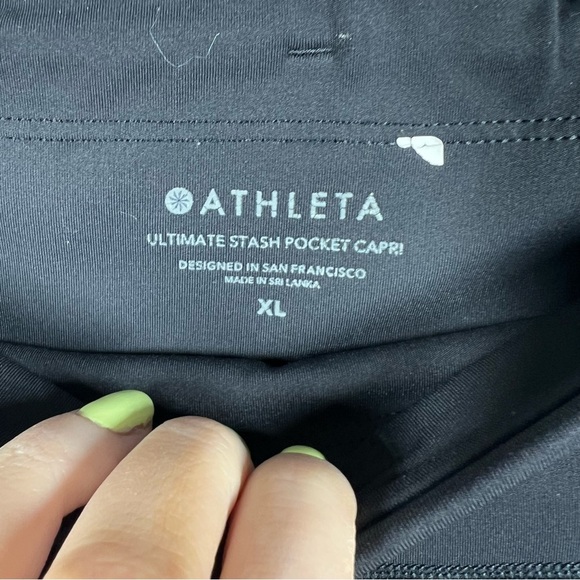 ATHLETA
ULTIMATE STASH POCKET CAPRI
DESIGNED IN SAN FRANCISCO
MADE IN SRI LANKA
XL